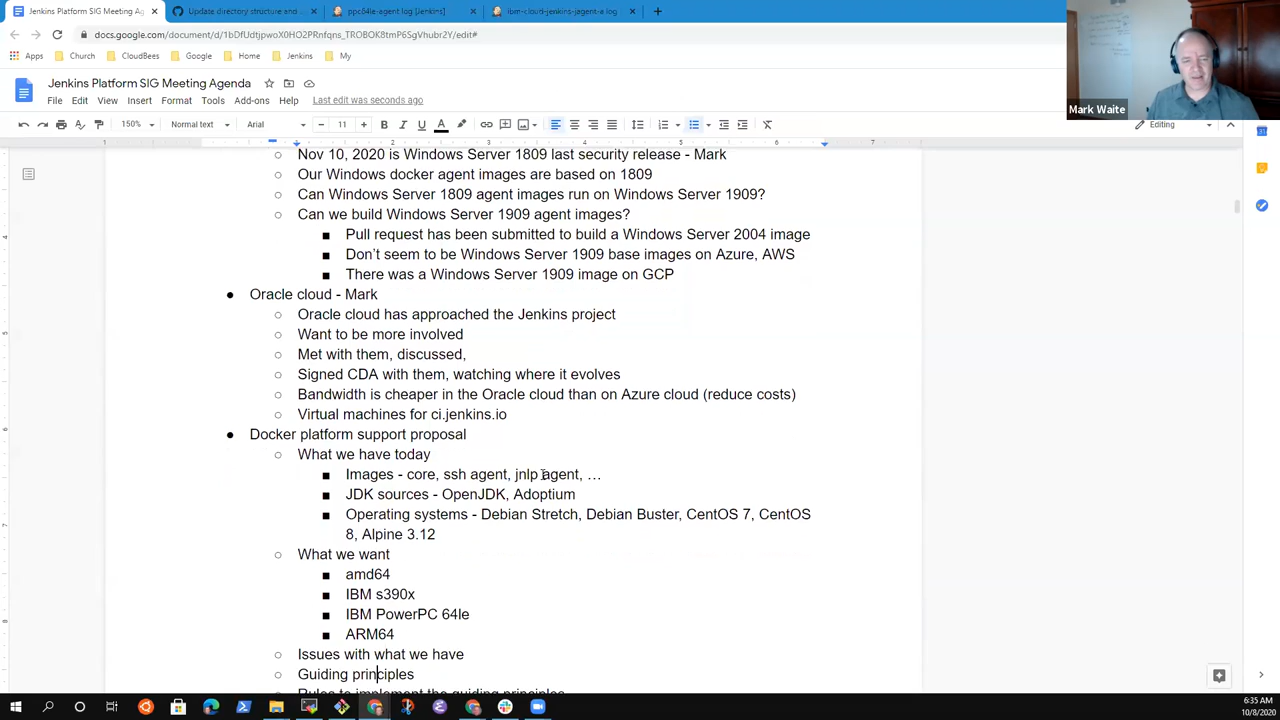 Jenkins Platform SIG Meeting Ag
Update directory structure and
ppc64le-agent log [Jenkins]
ibm-cloud-jenkins-jagent-a log
docs.google.com/document/d/1bDfUdtjpwoX0HO2PRnfqns_TROBOK8tmP6SgVhubr2Y/edit#
Apps
Church
CloudBees
Google
Home
Jenkins
My
Mark Waite
Jenkins Platform SIG Meeting Agenda
File Edit View Insert Format Tools Add-ons Help Last edit was seconds ago
150% Normal text Arial 11 Editing
Nov 10, 2020 is Windows Server 1809 last security release - Mark
Our Windows docker agent images are based on 1809
Can Windows Server 1809 agent images run on Windows Server 1909?
Can we build Windows Server 1909 agent images?
Pull request has been submitted to build a Windows Server 2004 image
Don't seem to be Windows Server 1909 base images on Azure, AWS
There was a Windows Server 1909 image on GCP
Oracle cloud - Mark
Oracle cloud has approached the Jenkins project
Want to be more involved
Met with them, discussed,
Signed CDA with them, watching where it evolves
Bandwidth is cheaper in the Oracle cloud than on Azure cloud (reduce costs)
Virtual machines for ci.jenkins.io
Docker platform support proposal
What we have today
Images - core, ssh agent, jnlp agent, …
JDK sources - OpenJDK, Adoptium
Operating systems - Debian Stretch, Debian Buster, CentOS 7, CentOS
8, Alpine 3.12
What we want
amd64
IBM s390x
IBM PowerPC 64le
ARM64
Issues with what we have
Guiding principles
Rules to implement the guiding principles
6:35 AM
10/8/2020